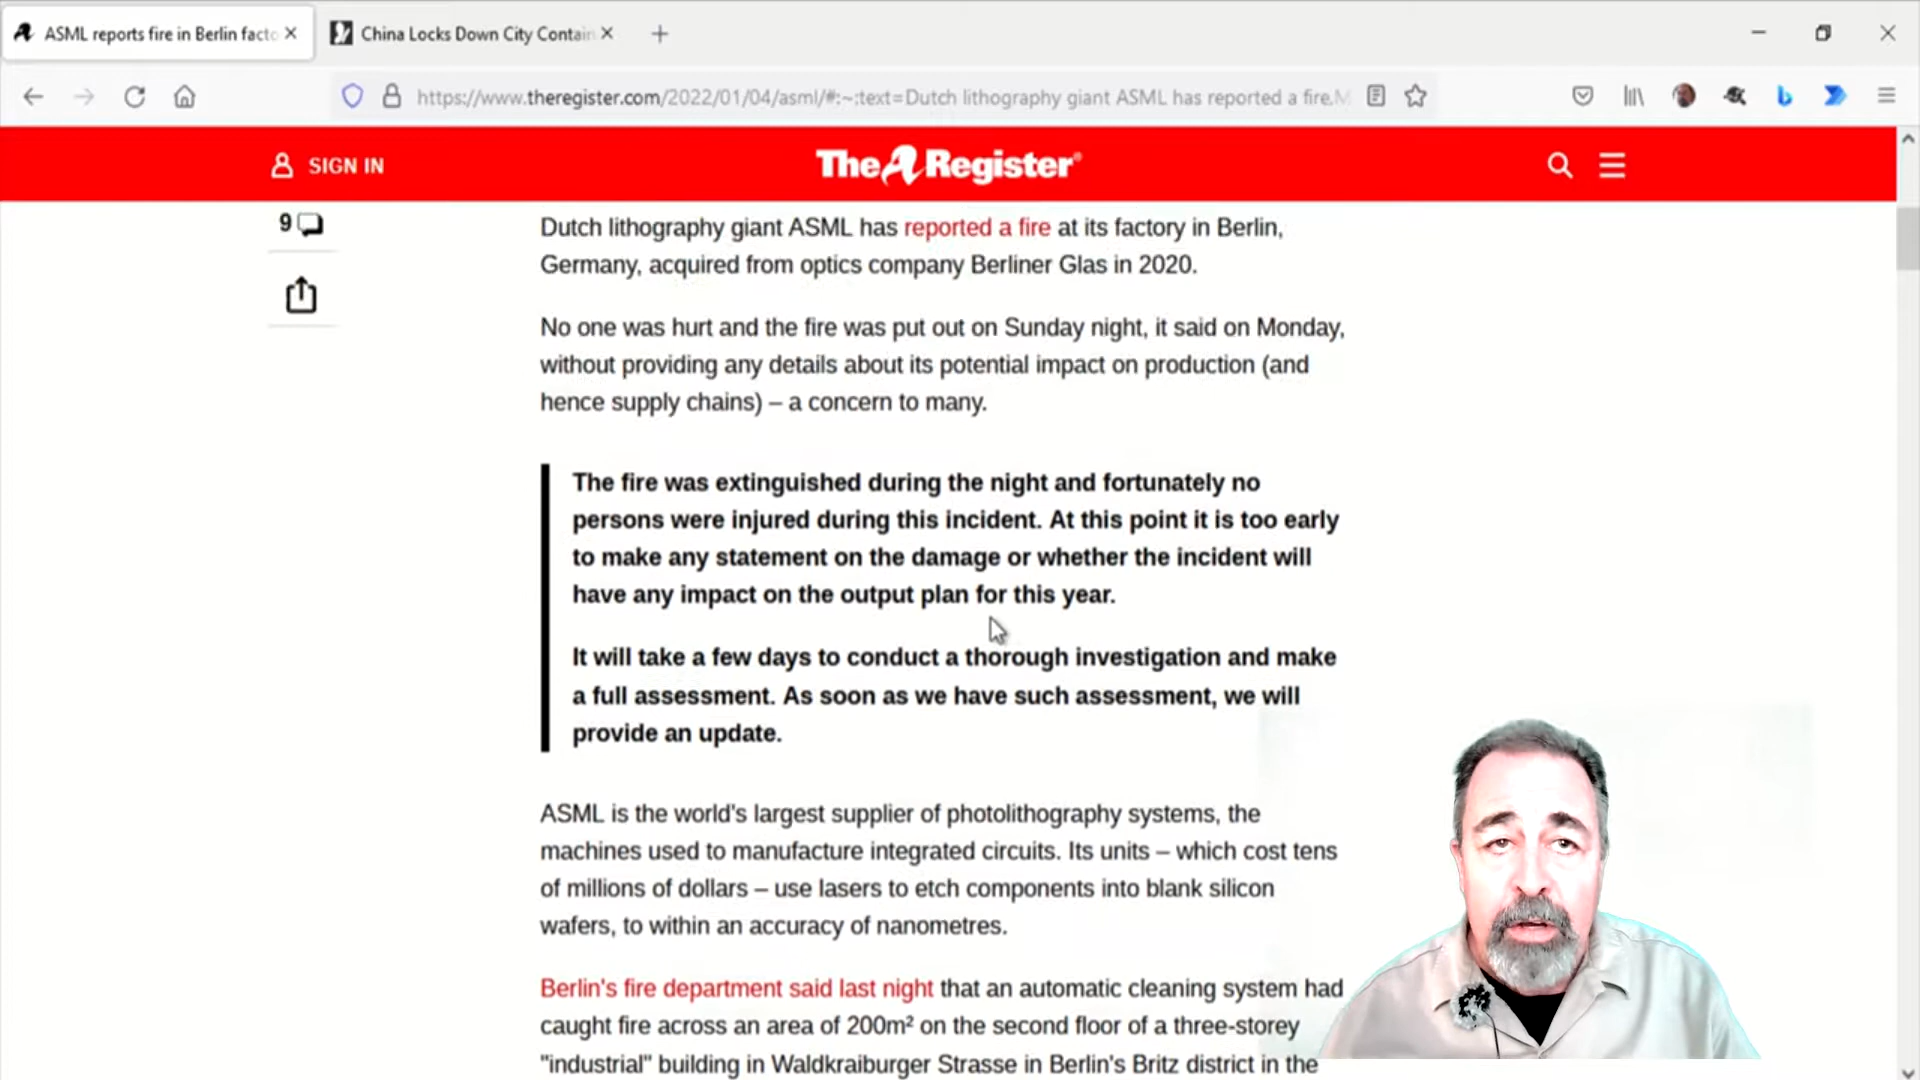 ASML reports fire in Berlin facto
China Locks Down City Contain
https://www.theregister.com/2022/01/04/asml/#:~:text=Dutch lithography giant ASML has reported a fire,M
SIGN IN
The Register®
9
Dutch lithography giant ASML has reported a fire at its factory in Berlin,
Germany, acquired from optics company Berliner Glas in 2020.
No one was hurt and the fire was put out on Sunday night, it said on Monday,
without providing any details about its potential impact on production (and
hence supply chains) – a concern to many.
The fire was extinguished during the night and fortunately no
persons were injured during this incident. At this point it is too early
to make any statement on the damage or whether the incident will
have any impact on the output plan for this year.
It will take a few days to conduct a thorough investigation and make
a full assessment. As soon as we have such assessment, we will
provide an update.
ASML is the world's largest supplier of photolithography systems, the
machines used to manufacture integrated circuits. Its units – which cost tens
of millions of dollars – use lasers to etch components into blank silicon
wafers, to within an accuracy of nanometres.
Berlin's fire department said last night that an automatic cleaning system had
caught fire across an area of 200m² on the second floor of a three-storey
"industrial" building in Waldkraiburger Strasse in Berlin's Britz district in the